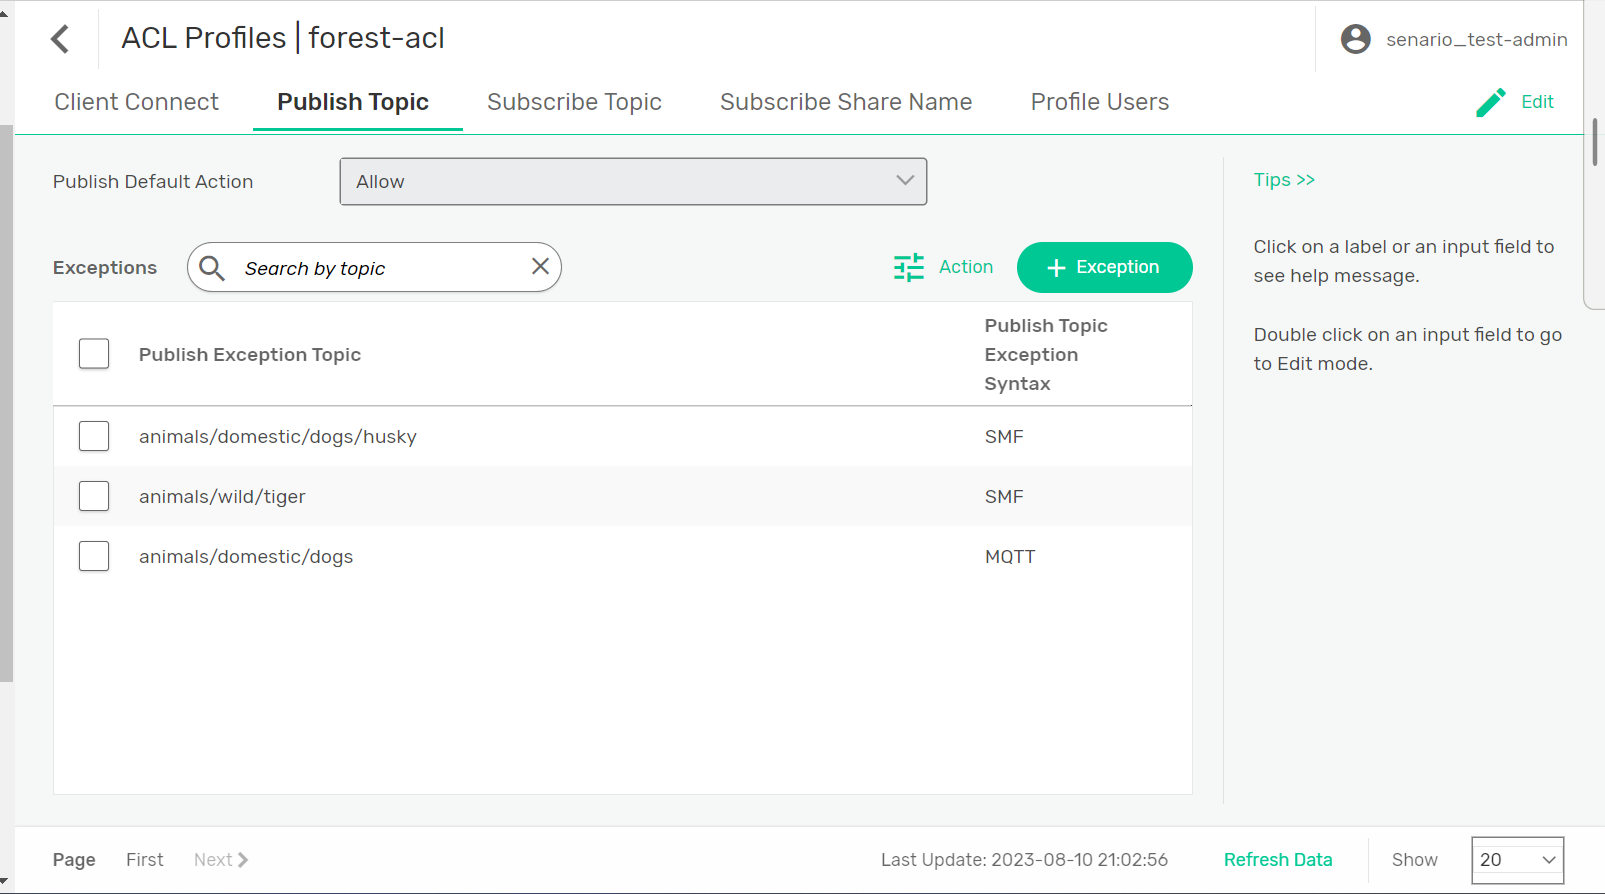 ACL Profiles | forest-acl
senario_test-admin
Client Connect
Publish Topic
Subscribe Topic
Subscribe Share Name
Profile Users
Edit
Publish Default Action
Allow
Tips >>
Click on a label or an input field to
see help message.
Double click on an input field to go
to Edit mode.
Exceptions
Search by topic
Action
+ Exception
Publish Exception Topic
Publish Topic
Exception
Syntax
animals/domestic/dogs/husky
SMF
animals/wild/tiger
SMF
animals/domestic/dogs
MQTT
Page
First
Next
Last Update: 2023-08-10 21:02:56
Refresh Data
Show
20